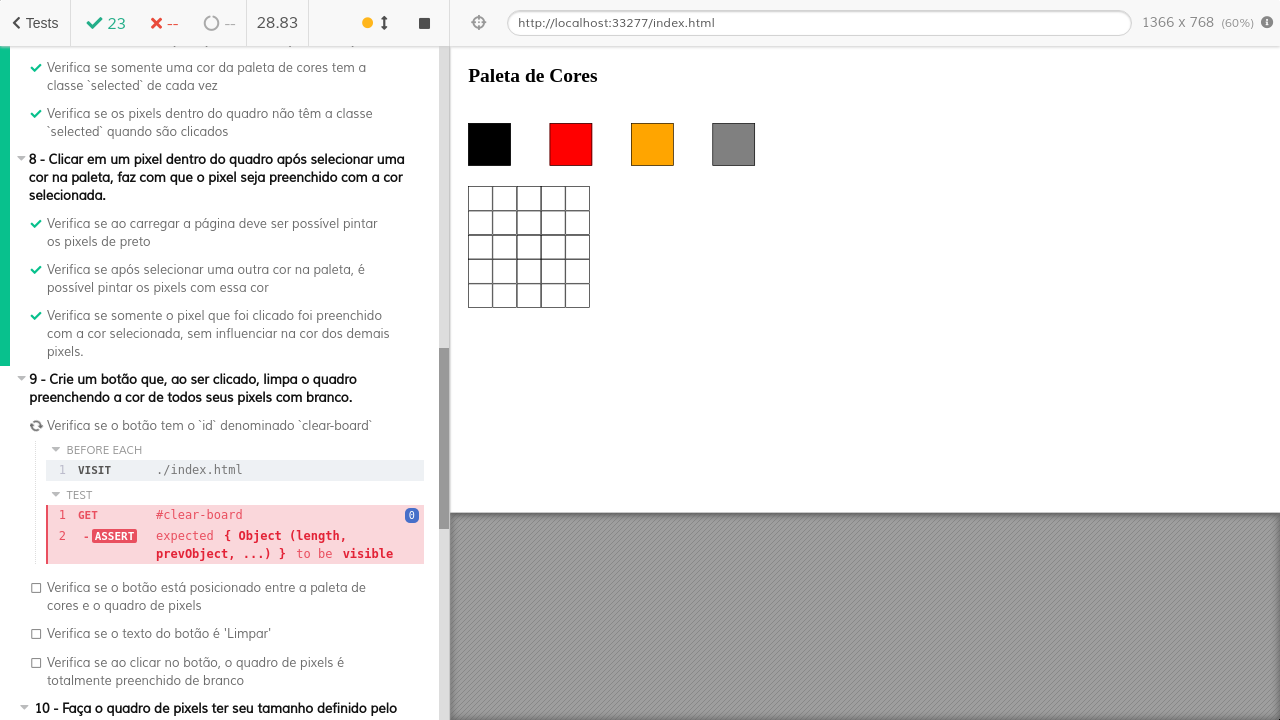 Tests
23
--
--
28.83
http://localhost:33277/index.html
1366 x 768 (60%)
Verifica se somente uma cor da paleta de cores tem a
classe `selected` de cada vez
Verifica se os pixels dentro do quadro não têm a classe
`selected` quando são clicados
8 - Clicar em um pixel dentro do quadro após selecionar uma
cor na paleta, faz com que o pixel seja preenchido com a cor
selecionada.
Verifica se ao carregar a página deve ser possível pintar
os pixels de preto
Verifica se após selecionar uma outra cor na paleta, é
possível pintar os pixels com essa cor
Verifica se somente o pixel que foi clicado foi preenchido
com a cor selecionada, sem influenciar na cor dos demais
pixels.
9 - Crie um botão que, ao ser clicado, limpa o quadro
preenchendo a cor de todos seus pixels com branco.
Verifica se o botão tem o `id` denominado `clear-board`
BEFORE EACH
1 VISIT ./index.html
TEST
1 GET #clear-board 0
2 -ASSERT expected { Object (length,
prevObject, ...) } to be visible
Verifica se o botão está posicionado entre a paleta de
cores e o quadro de pixels
Verifica se o texto do botão é 'Limpar'
Verifica se ao clicar no botão, o quadro de pixels é
totalmente preenchido de branco
10 - Faça o quadro de pixels ter seu tamanho definido pelo
Paleta de Cores